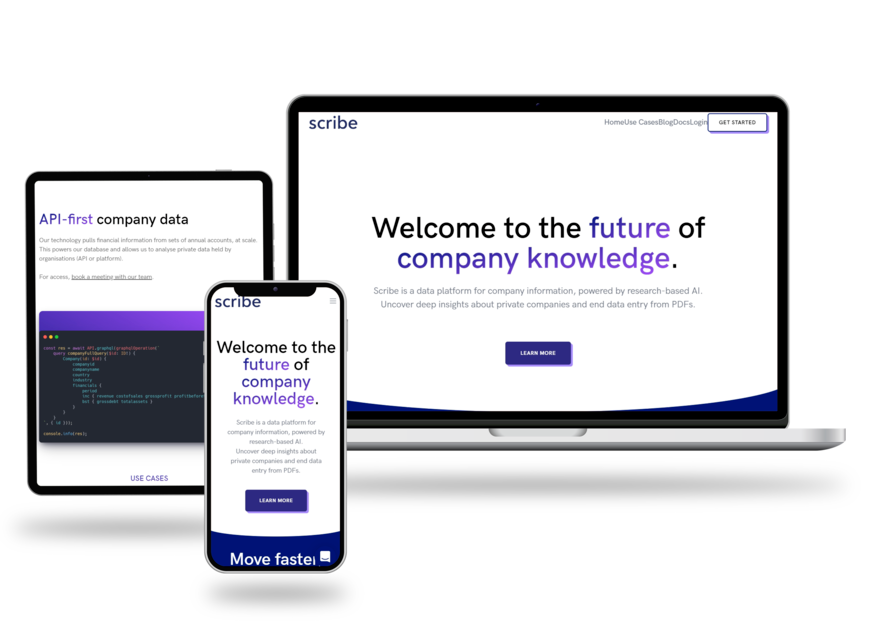 scribe
HomeUse CasesBlogDocsLogin
GET STARTED
Welcome to the future of
company knowledge.
Scribe is a data platform for company information, powered by research-based AI.
Uncover deep insights about private companies and end data entry from PDFs.
LEARN MORE
API-first company data
Our technology pulls financial information from sets of annual accounts, at scale.
This powers our database and allows us to analyse private data held by
organisations (API or platform).
For access, book a meeting with our team
const res = await API.graphql(graphqlOperation(`
query companyFullQuery($id: ID!) {
Company(id: $id) {
companyid
companyname
country
industry
financials {
period
inc { revenue costofsales grossprofit profitbefore
bst { grossdebt totalassets }
}
}
}
`, { id }));
console.info(res);
USE CASES
scribe
Welcome to the
future of
company
knowledge.
Scribe is a data platform for
company information, powered by
research-based AI.
Uncover deep insights about
private companies and end data
entry from PDFs.
LEARN MORE
Move faster